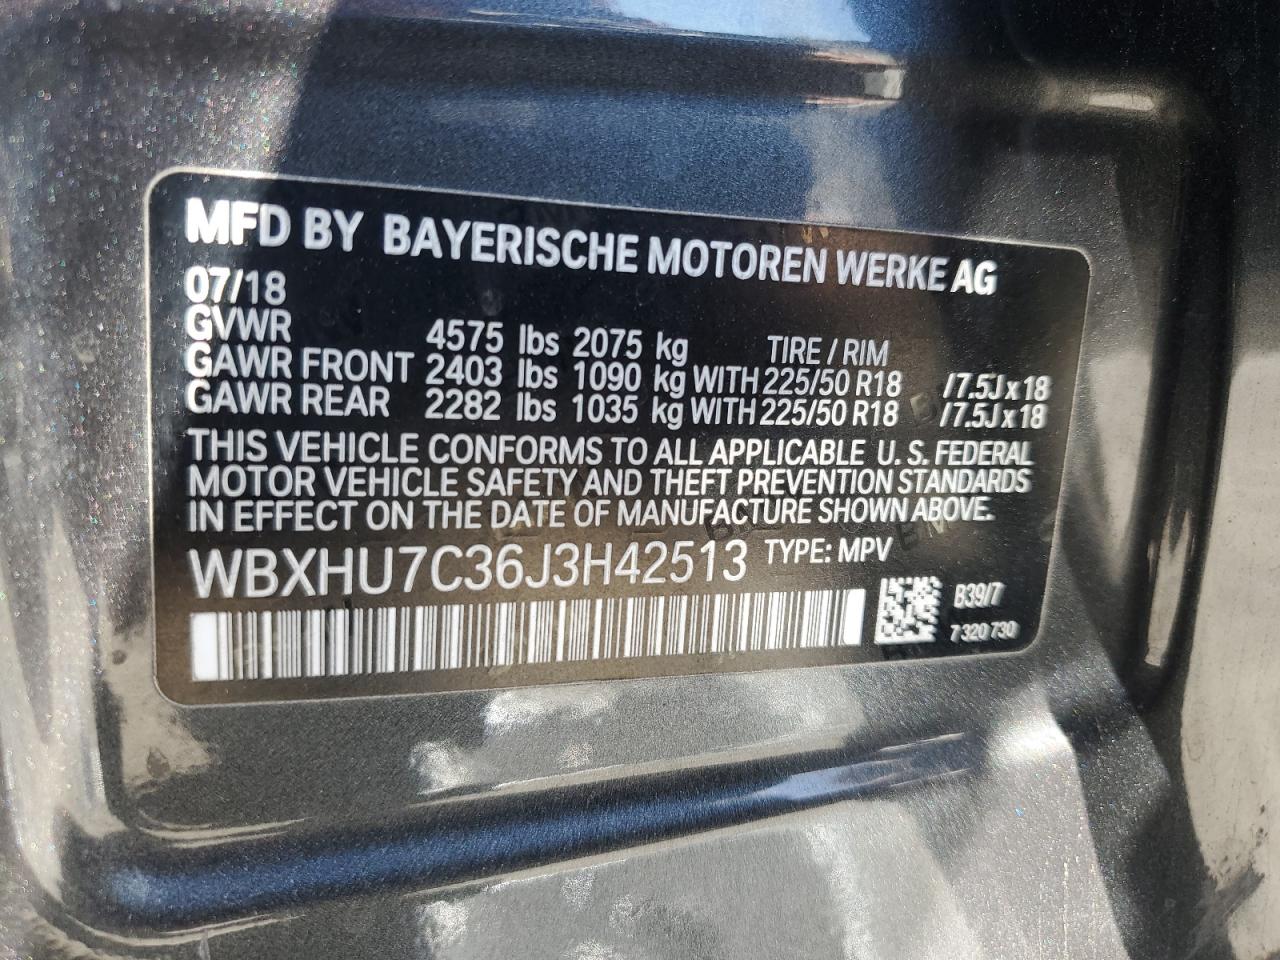 MFD BY BAYERISCHE MOTOREN WERKE AG
07/18
GVWR 4575 lbs 2075 kg TIRE / RIM
GAWR FRONT 2403 lbs 1090 kg WITH 225/50 R18 /7.5J x 18
GAWR REAR 2282 lbs 1035 kg WITH 225/50 R18 /7.5J x 18
THIS VEHICLE CONFORMS TO ALL APPLICABLE U. S. FEDERAL
MOTOR VEHICLE SAFETY AND THEFT PREVENTION STANDARDS
IN EFFECT ON THE DATE OF MANUFACTURE SHOWN ABOVE.
WBXHU7C36J3H42513 TYPE: MPV
B39/7
7 320 730